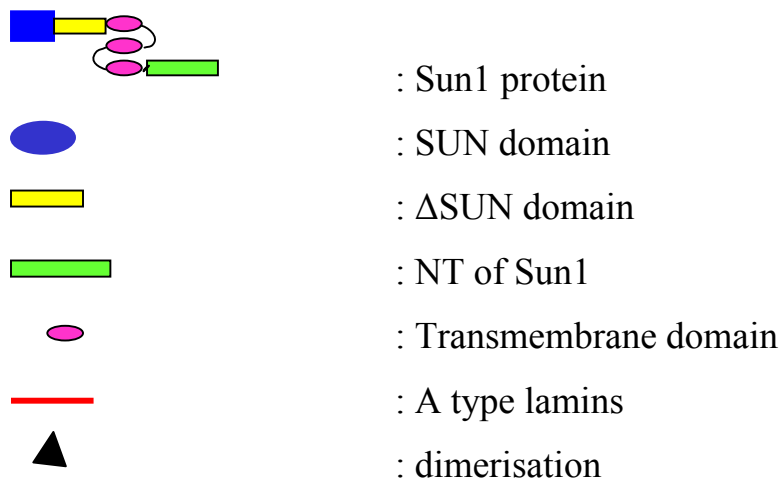 : Sun1 protein
: SUN domain
: ΔSUN domain
: NT of Sun1
: Transmembrane domain
: A type lamins
: dimerisation